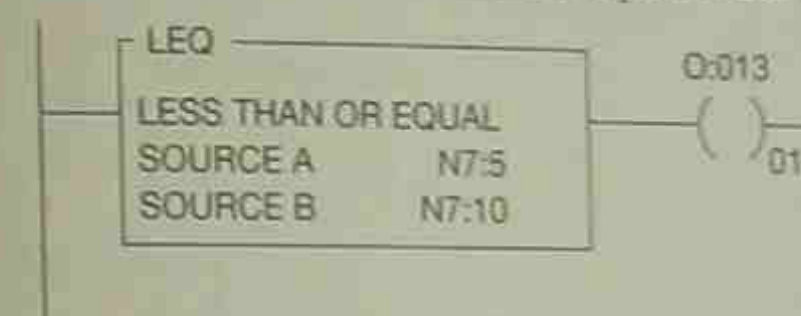 LEQ
O:013
LESS THAN OR EQUAL
SOURCE A N7:5
01
SOURCE B N7:10